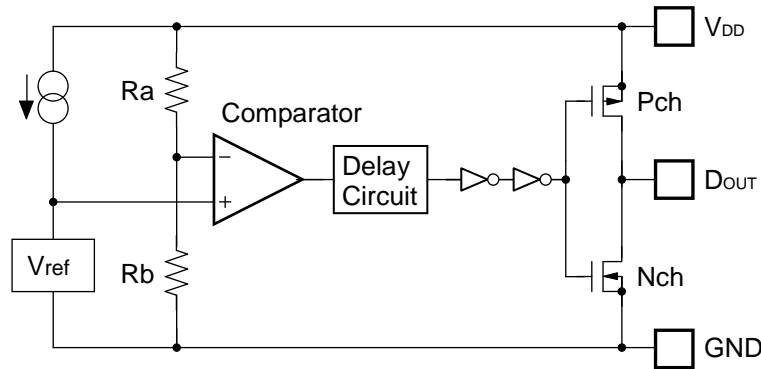 VDD
Ra
Pch
Comparator
−
Delay
Circuit
DOUT
+
Vref
Rb
Nch
GND